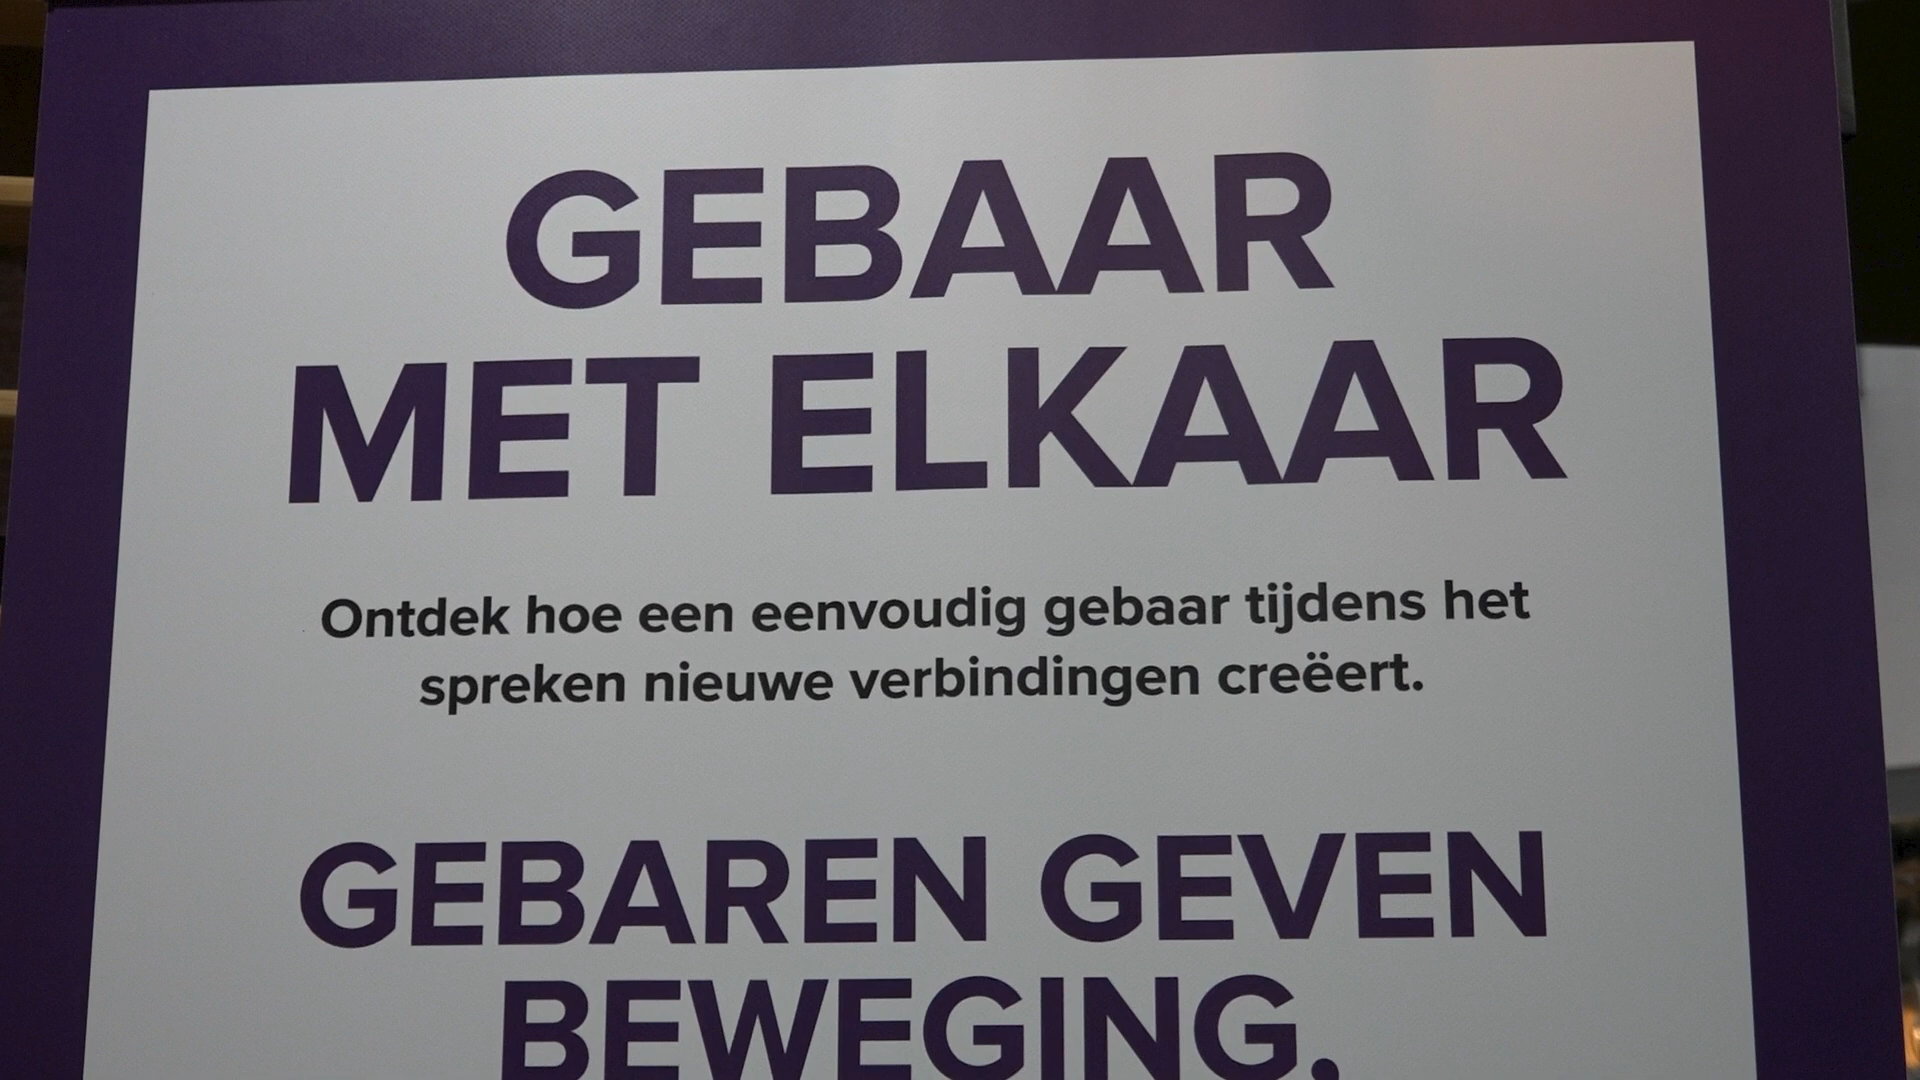 GEBAAR
MET ELKAAR
Ontdek hoe een eenvoudig gebaar tijdens het
spreken nieuwe verbindingen creëert.
GEBAREN GEVEN
BEWEGING.